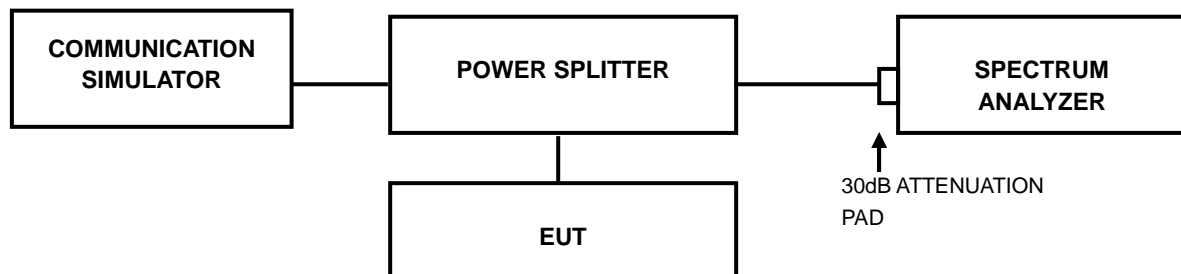 COMMUNICATION
SIMULATOR
POWER SPLITTER
SPECTRUM
ANALYZER
30dB ATTENUATION
PAD
EUT